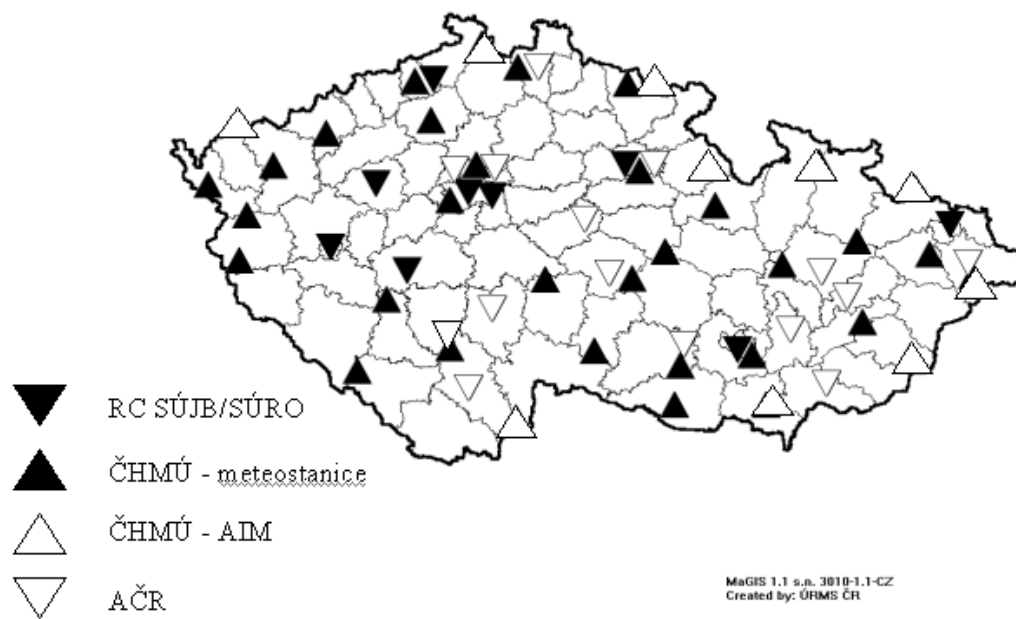 RC SÚJB/SÚRO
ČHMÚ - meteostanice
ČHMÚ - AIM
AČR
MaGIS 1.1 s.n. 3010-1.1-CZ
Created by: ÚRMS ČR